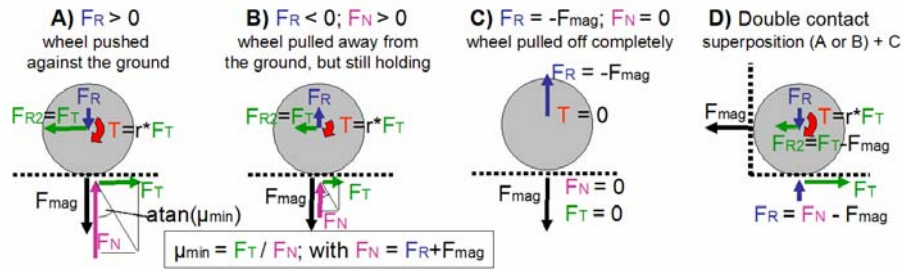 A) FR > 0
wheel pushed
against the ground
FR
FR2=FT
T=r*FT
Fmag
FT
FN
atan(μmin)
B) FR < 0; FN > 0
wheel pulled away from
the ground, but still holding
FR
FR2=FT
T=r*FT
Fmag
FT
FN
μmin = FT / FN; with FN = FR+Fmag
C) FR = -Fmag; FN = 0
wheel pulled off completely
FR = -Fmag
T = 0
Fmag
FN = 0
FT = 0
D) Double contact
superposition (A or B) + C
Fmag
FR
T=r*FT
FR2=FT-Fmag
FT
FR = FN - Fmag